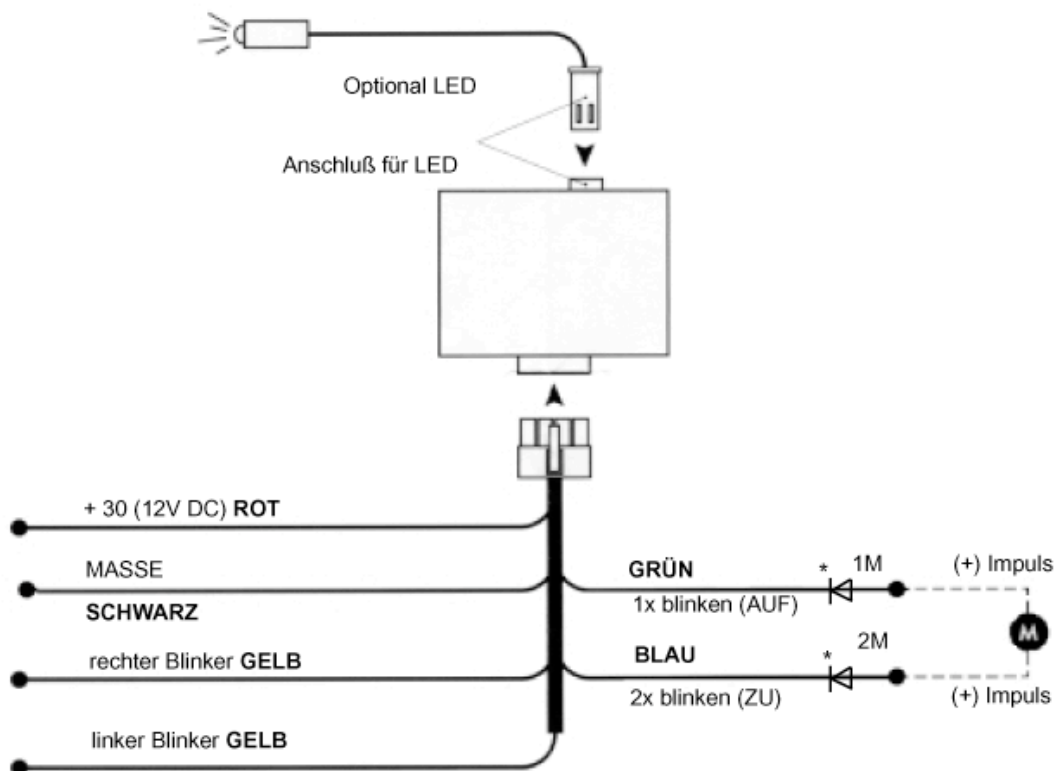 Optional LED
Anschluß für LED
+ 30 (12V DC) ROT
MASSE
SCHWARZ
rechter Blinker GELB
linker Blinker GELB
GRÜN
1x blinken (AUF)
* 1M
(+) Impuls
M
BLAU
2x blinken (ZU)
* 2M
(+) Impuls